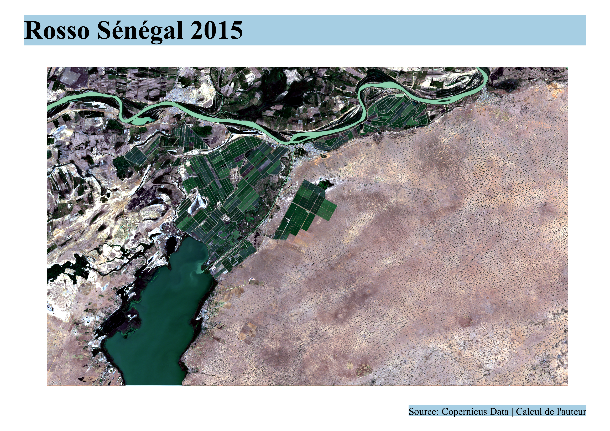 Rosso Sénégal 2015
Source: Copernicus Data | Calcul de l'auteur